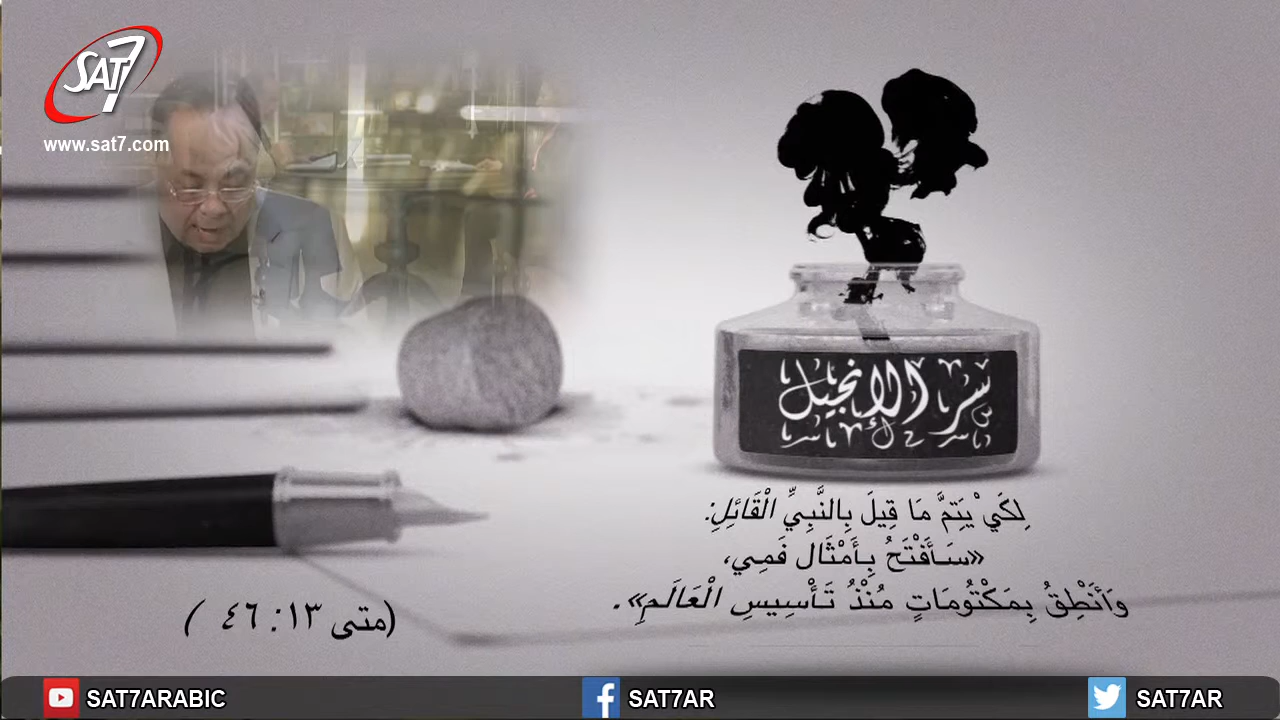 SAT7
www.sat7.com
سر الإنجيل
لِكَيْ يَتِمَّ مَا قِيلَ بِالنَّبِيِّ الْقَائِلِ:
«سَأَفْتَحُ بِأَمْثَال فَمِي،
وَأَنْطِقُ بِمَكْتُومَاتٍ مُنْذُ تَأْسِيسِ الْعَالَمِ».
(متى ١٣: ٤٦ )
SAT7ARABIC
SAT7AR
SAT7AR